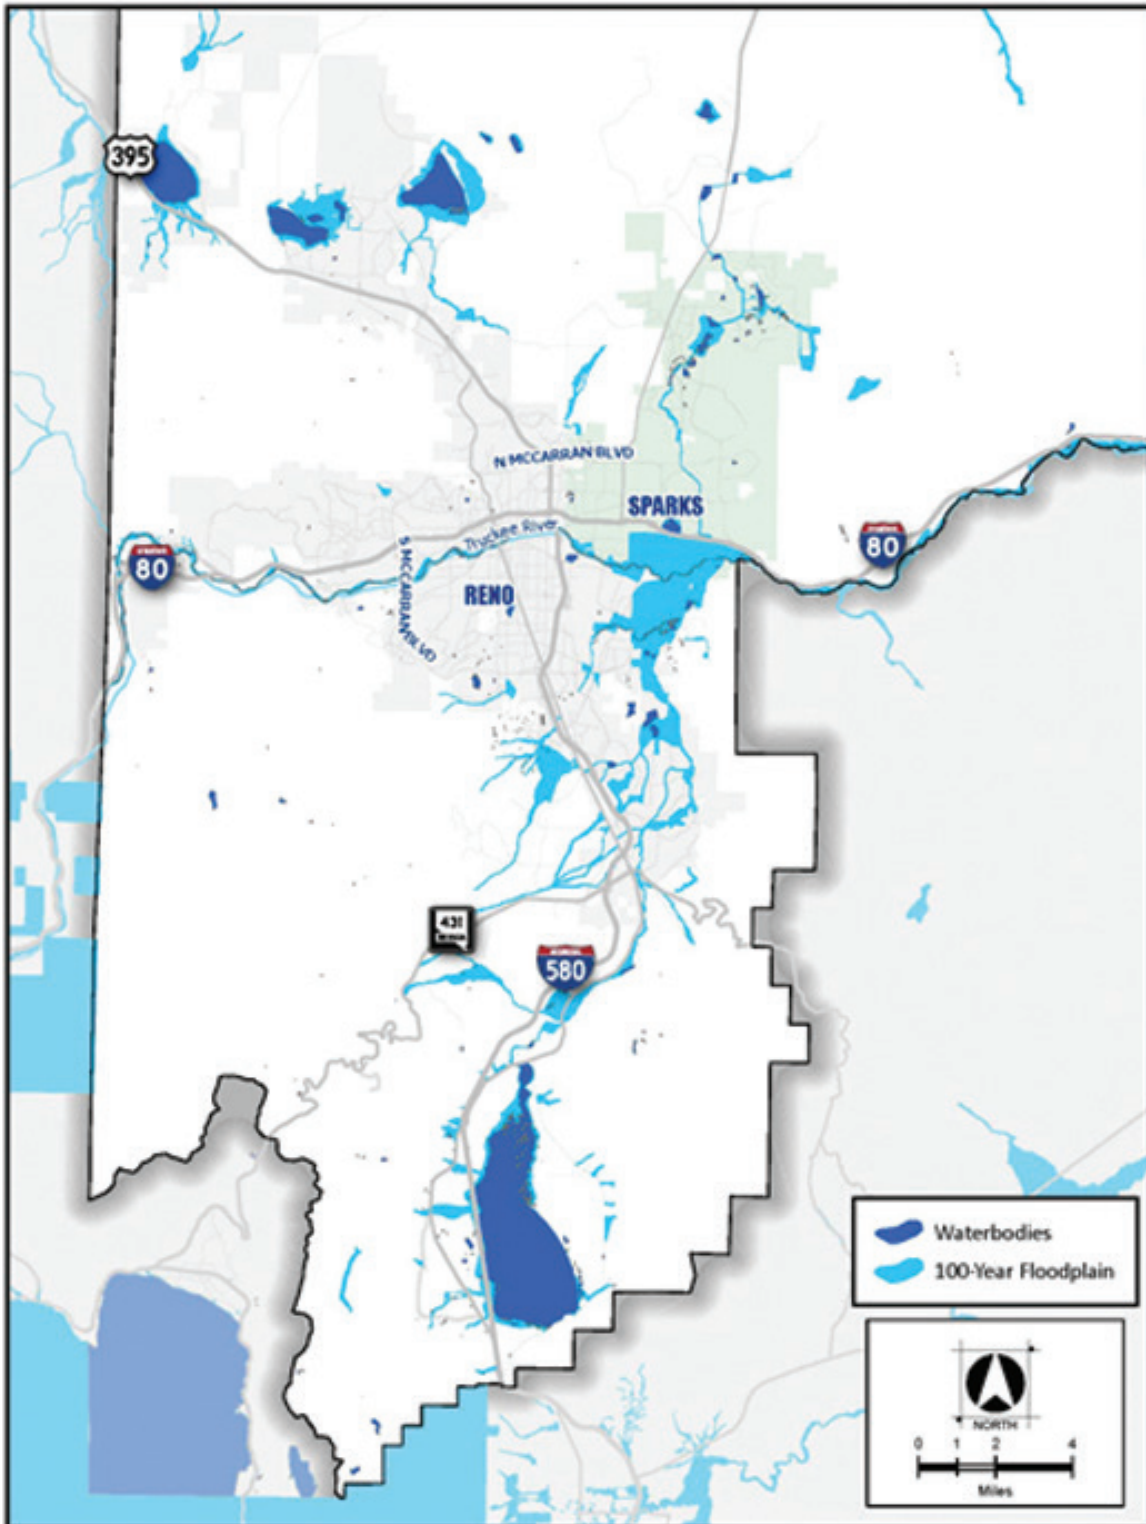 395
N MCCARRAN BLVD
SPARKS
Truckee River
80
80
S MCCARRAN BLVD
RENO
431
580
Waterbodies
100-Year Floodplain
NORTH
0 1 2 4
Miles